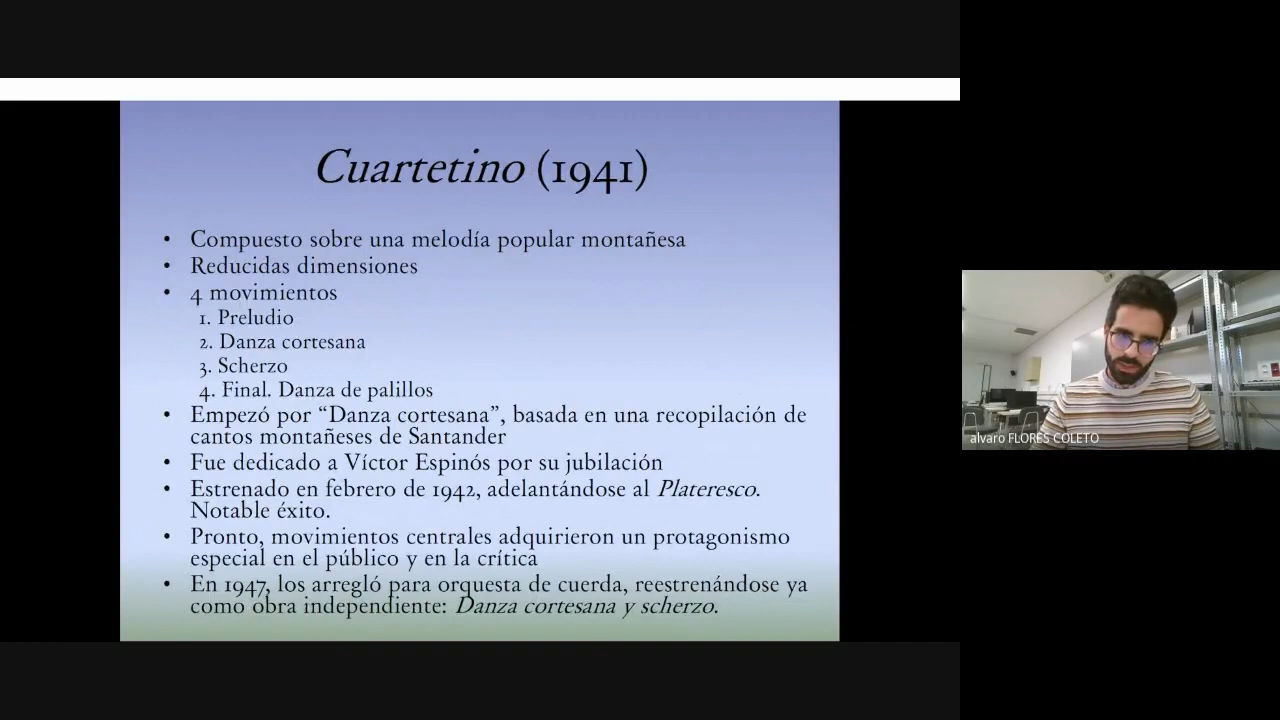 Cuartetino (1941)
• Compuesto sobre una melodía popular montañesa
• Reducidas dimensiones
• 4 movimientos
1. Preludio
2. Danza cortesana
3. Scherzo
4. Final. Danza de palillos
• Empezó por “Danza cortesana”, basada en una recopilación de
cantos montañeses de Santander
• Fue dedicado a Víctor Espinós por su jubilación
• Estrenado en febrero de 1942, adelantándose al Plateresco.
Notable éxito.
• Pronto, movimientos centrales adquirieron un protagonismo
especial en el público y en la crítica
• En 1947, los arregló para orquesta de cuerda, reestrenándose ya
como obra independiente: Danza cortesana y scherzo.
alvaro FLORES COLETO